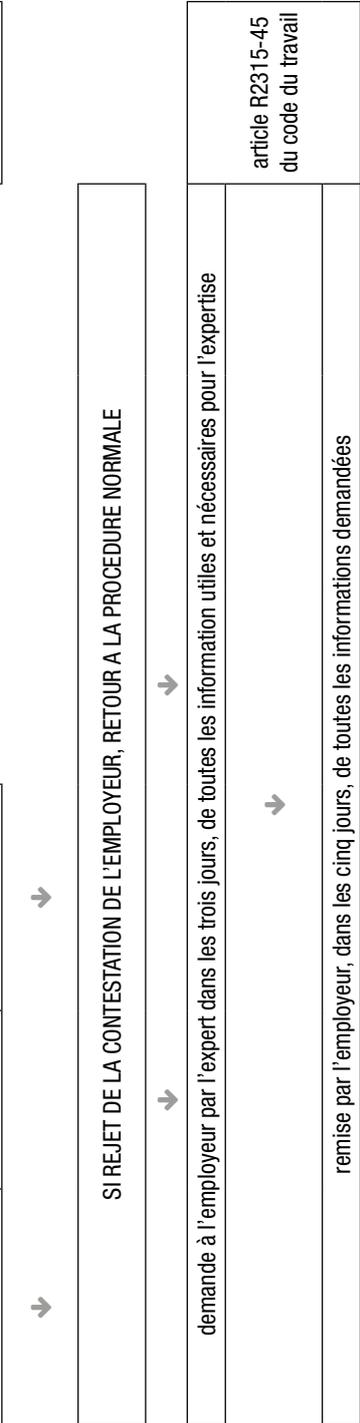 SI REJET DE LA CONTESTATION DE L'EMPLOYEUR, RETOUR A LA PROCEDURE NORMALE
demande à l'employeur par l'expert dans les trois jours, de toutes les information utiles et nécessaires pour l'expertise
article R2315-45
du code du travail
remise par l'employeur, dans les cinq jours, de toutes les informations demandées